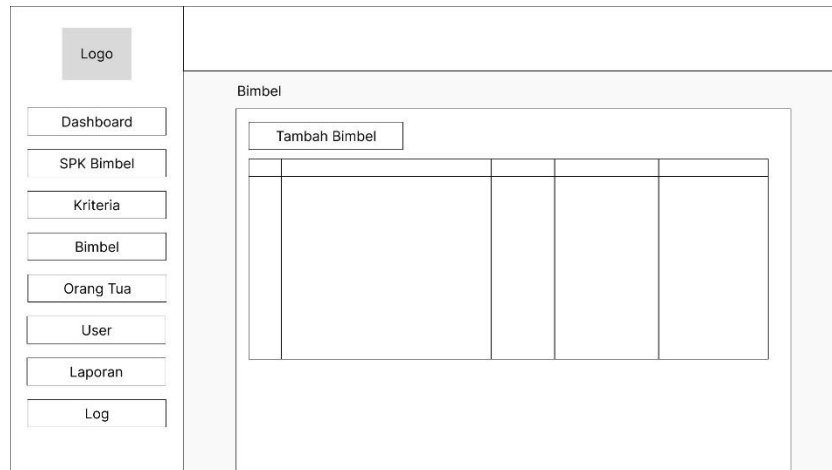 Logo
Dashboard
SPK Bimbel
Kriteria
Bimbel
Orang Tua
User
Laporan
Log
Bimbel
Tambah Bimbel